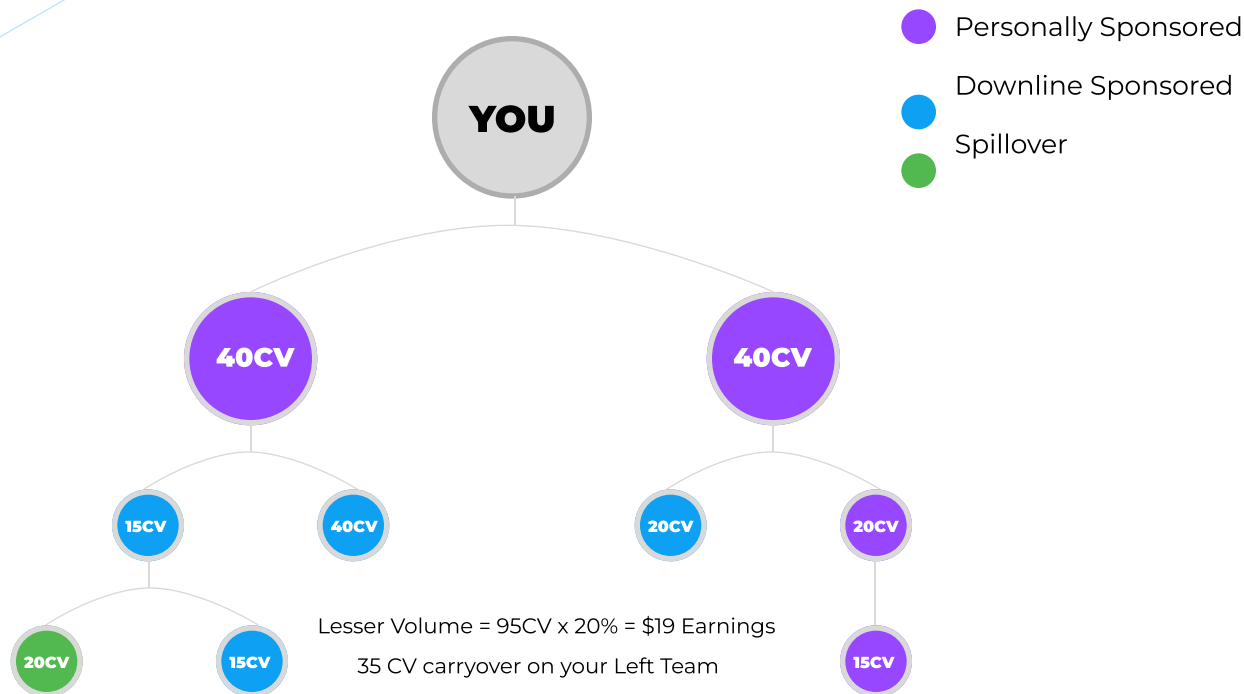 Personally Sponsored
Downline Sponsored
Spillover
YOU
40CV
40CV
15CV
40CV
20CV
20CV
Lesser Volume = 95CV x 20% = $19 Earnings
35 CV carryover on your Left Team
20CV
15CV
15CV